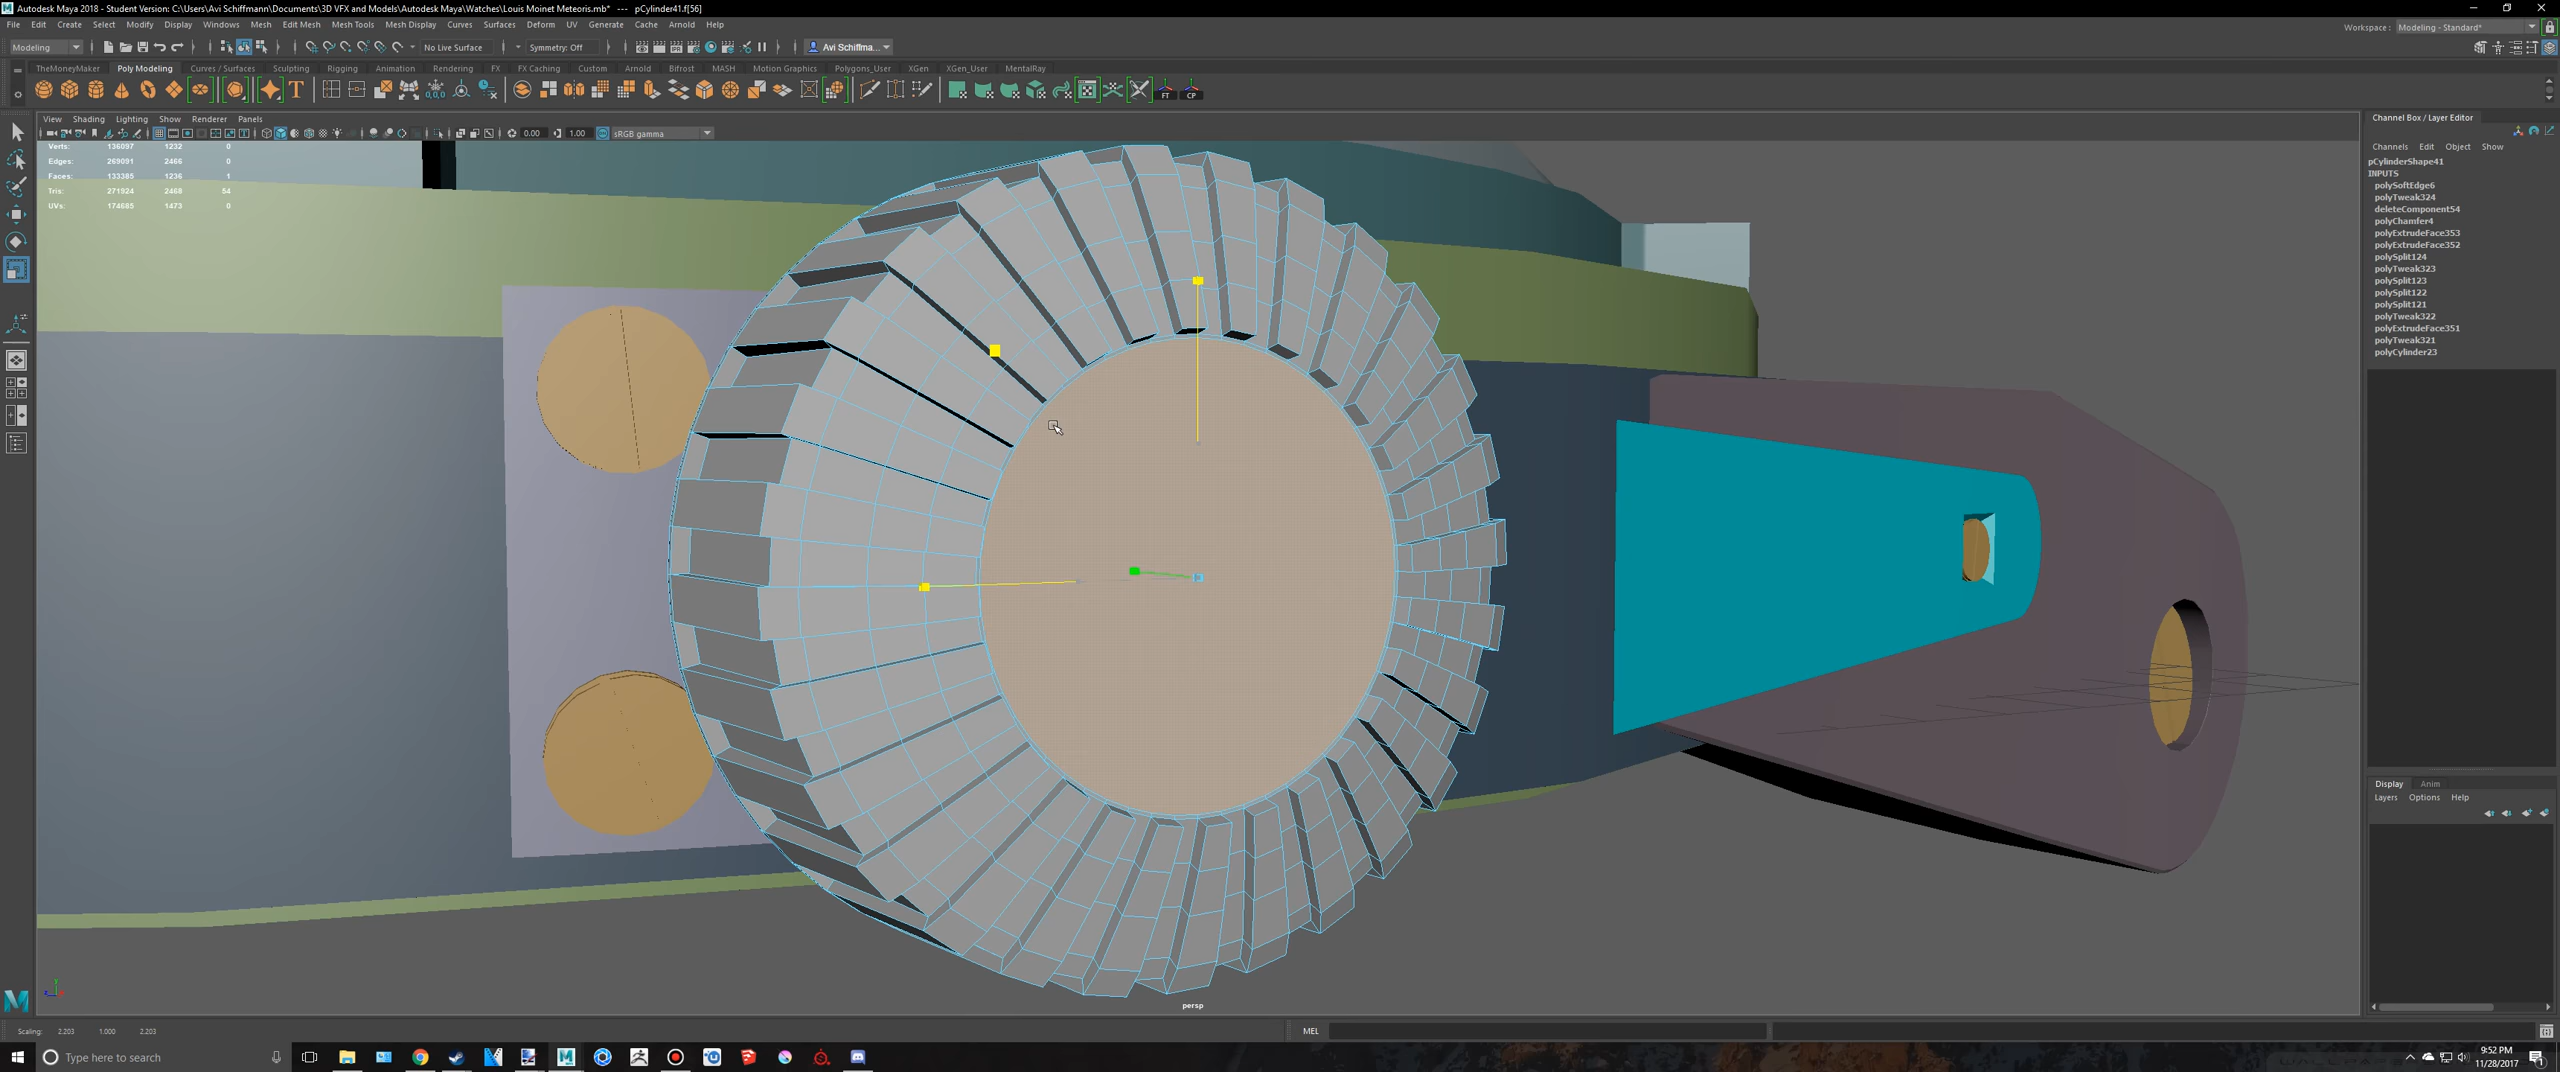 Autodesk Maya 2018 - Student Version: C:\Users\Avi Schiffmann\Documents\3D VFX and Models\Autodesk Maya\Watches\Louis Moinet Meteoris.mb* --- pCylinder41.f[56]
File Edit Create Select Modify Display Windows Mesh Edit Mesh Mesh Tools Mesh Display Curves Surfaces Deform UV Generate Cache Arnold Help
Workspace : Modeling - Standard*
Modeling No Live Surface Symmetry: Off Avi Schiffma...
TheMoneyMaker Poly Modeling Curves / Surfaces Sculpting Rigging Animation Rendering FX FX Caching Custom Arnold Bifrost MASH Motion Graphics Polygons_User XGen XGen_User MentalRay
FT CP
View Shading Lighting Show Renderer Panels
0.00 1.00 sRGB gamma
Verts: 136097 1232 0
Edges: 269091 2466 0
Faces: 133385 1236 1
Tris: 271924 2468 54
UVs: 174685 1473 0
persp
Channel Box / Layer Editor
Channels Edit Object Show
pCylinderShape41
INPUTS
polySoftEdge6
polyTweak324
deleteComponent54
polyChamfer4
polyExtrudeFace353
polyExtrudeFace352
polySplit124
polyTweak323
polySplit123
polySplit122
polySplit121
polyTweak322
polyExtrudeFace351
polyTweak321
polyCylinder23
Display Anim
Layers Options Help
Scaling: 2.203 1.000 2.203
MEL
Type here to search
9:52 PM
11/28/2017